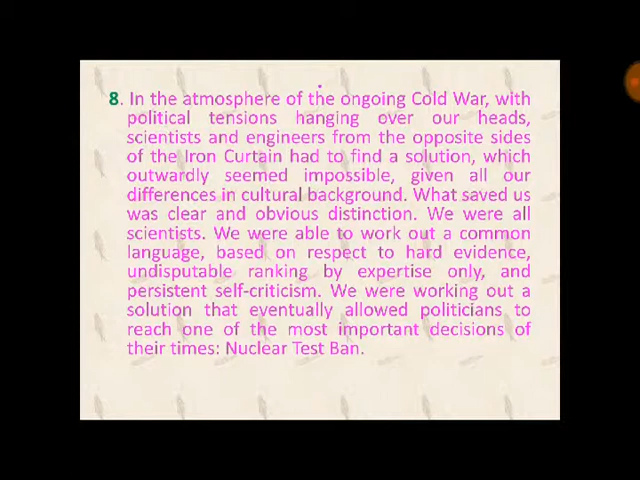 8. In the atmosphere of the ongoing Cold War, with
political tensions hanging over our heads,
scientists and engineers from the opposite sides
of the Iron Curtain had to find a solution, which
outwardly seemed impossible, given all our
differences in cultural background. What saved us
was clear and obvious distinction. We were all
scientists. We were able to work out a common
language, based on respect to hard evidence,
undisputable ranking by expertise only, and
persistent self-criticism. We were working out a
solution that eventually allowed politicians to
reach one of the most important decisions of
their times: Nuclear Test Ban.